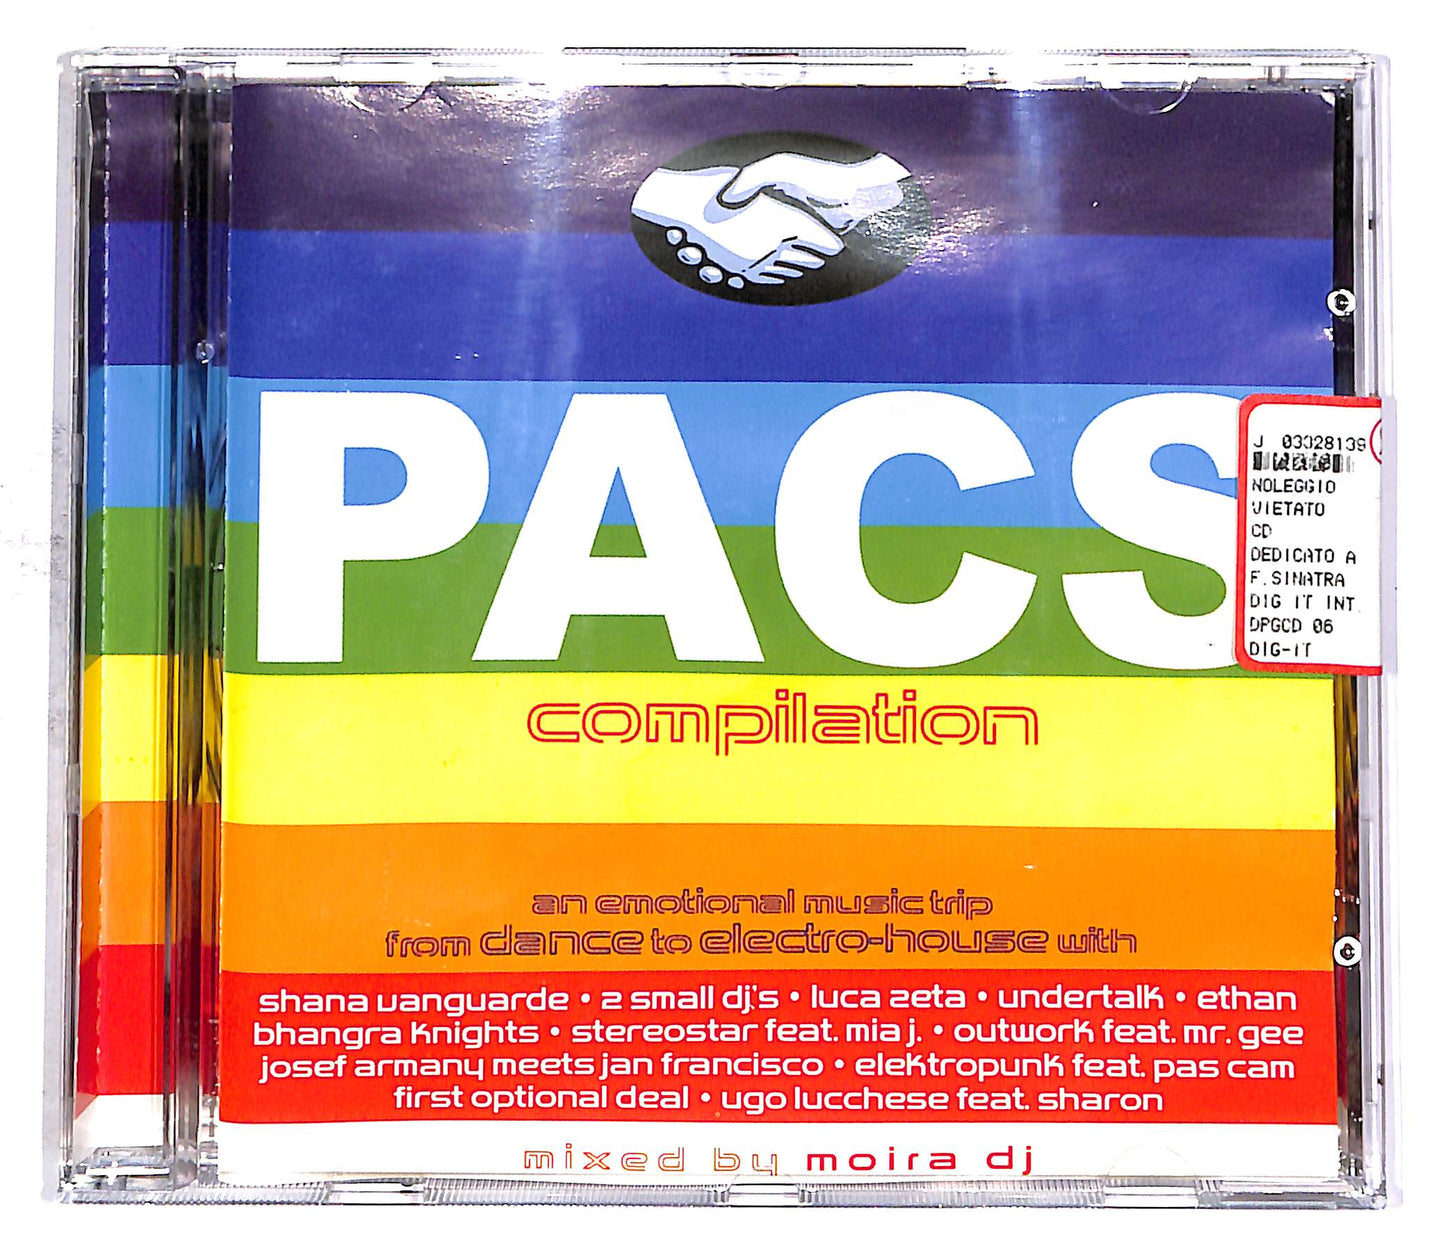 PACS
compilation
an emotional music trip
from dance to electro-house with
shana vanguarde • 2 small dj's • luca zeta • undertalk • ethan
bhangra knights • stereostar feat. mia j. • outwork feat. mr. gee
josef armany meets jan francisco • elektropunk feat. pas cam
first optional deal • ugo lucchese feat. sharon
mixed by moira dj
J 03028139
NOLEGGIO
VIETATO
CD
DEDICATO A
F.SINATRA
DIG IT INT.
DPGCD 06
DIG-IT